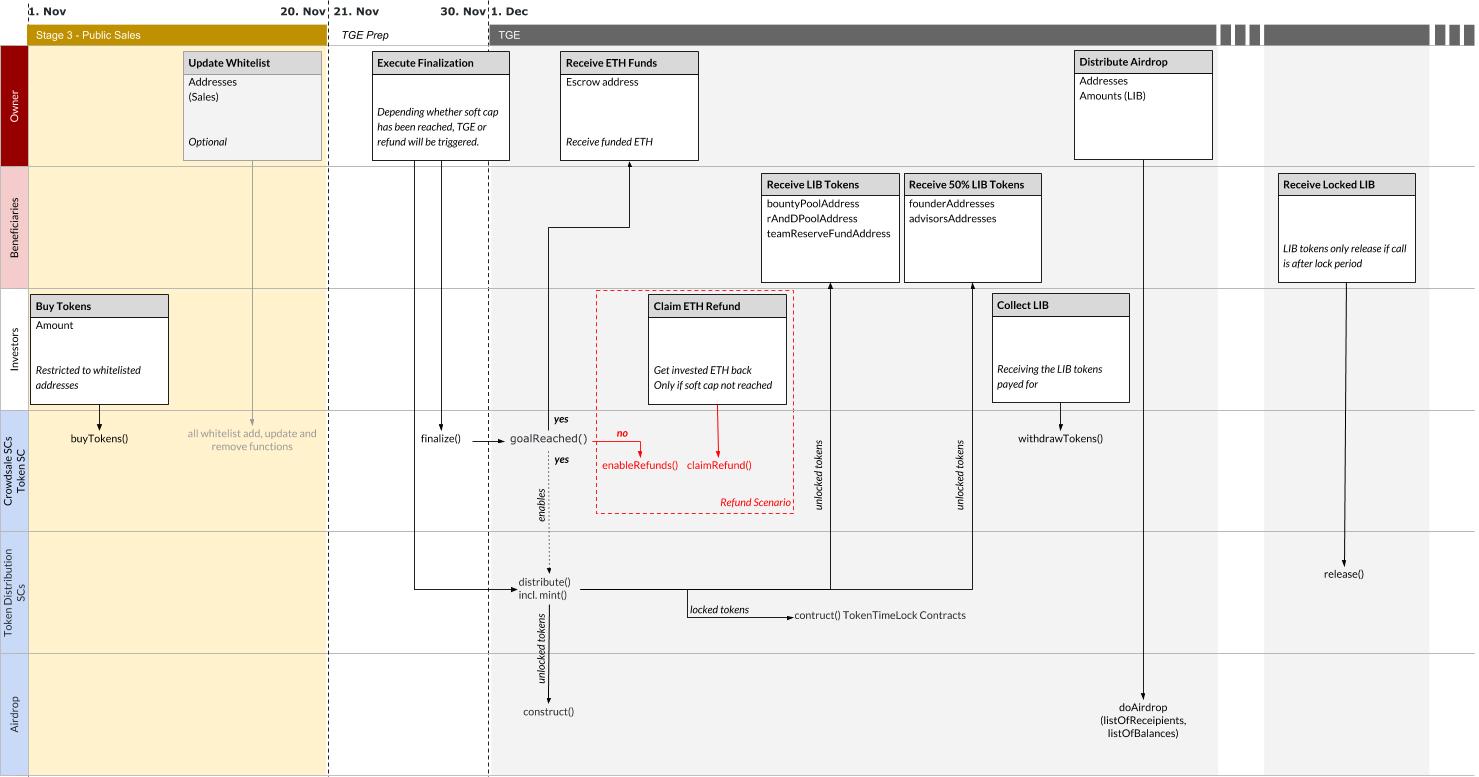 1. Nov
20. Nov
21. Nov
30. Nov
1. Dec
Stage 3 - Public Sales
TGE Prep
TGE
Owner
Update Whitelist
Addresses
(Sales)
Optional
Execute Finalization
Depending whether soft cap
has been reached, TGE or
refund will be triggered.
Receive ETH Funds
Escrow address
Receive funded ETH
Distribute Airdrop
Addresses
Amounts (LIB)
Beneficiaries
Receive LIB Tokens
bountyPoolAddress
rAndDPoolAddress
teamReserveFundAddress
Receive 50% LIB Tokens
founderAddresses
advisorsAddresses
Receive Locked LIB
LIB tokens only release if call
is after lock period
Investors
Buy Tokens
Amount
Restricted to whitelisted
addresses
Claim ETH Refund
Get invested ETH back
Only if soft cap not reached
Collect LIB
Receiving the LIB tokens
payed for
Crowdsale SCs
Token SC
buyTokens()
all whitelist add, update and
remove functions
finalize()
goalReached()
yes
yes
no
enableRefunds()
claimRefund()
Refund Scenario
enables
unlocked tokens
unlocked tokens
withdrawTokens()
Token Distribution
SCs
distribute()
incl. mint()
locked tokens
contruct() TokenTimeLock Contracts
release()
unlocked tokens
Airdrop
construct()
doAirdrop
(listOfReceipients,
listOfBalances)